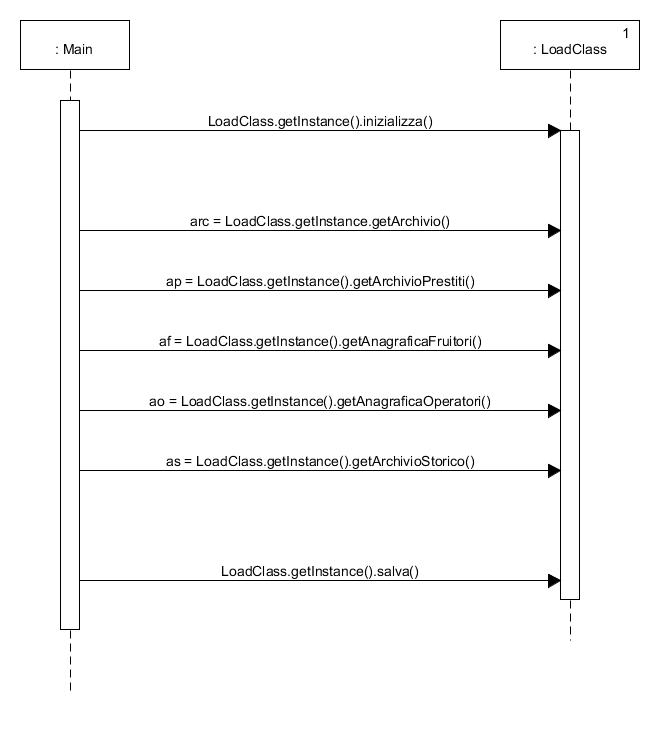 : Main
1
: LoadClass
LoadClass.getInstance().inizializza()
arc = LoadClass.getInstance.getArchivio()
ap = LoadClass.getInstance().getArchivioPrestiti()
af = LoadClass.getInstance().getAnagraficaFruitori()
ao = LoadClass.getInstance().getAnagraficaOperatori()
as = LoadClass.getInstance().getArchivioStorico()
LoadClass.getInstance().salva()